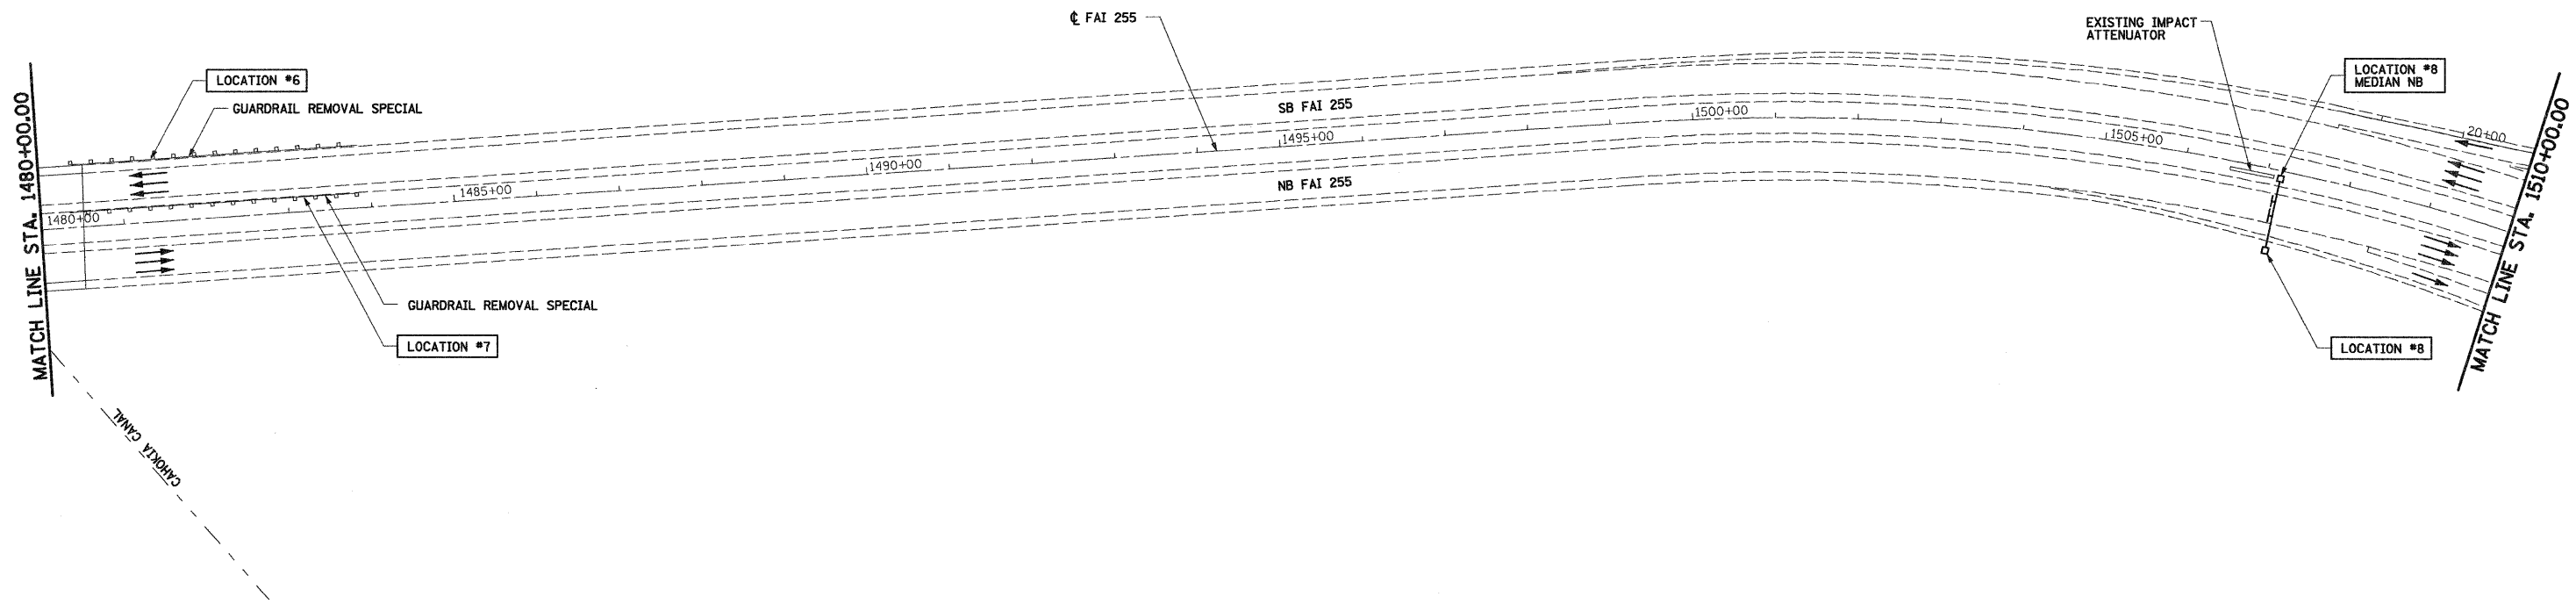 ℄ FAI 255
EXISTING IMPACT
ATTENUATOR
LOCATION #6
GUARDRAIL REMOVAL SPECIAL
LOCATION #8
MEDIAN NB
MATCH LINE STA. 1480+00.00
SB FAI 255
1480+00
1485+00
1490+00
1495+00
1500+00
1505+00
20+00
NB FAI 255
MATCH LINE STA. 1510+00.00
GUARDRAIL REMOVAL SPECIAL
LOCATION #7
LOCATION #8
CAHOKIA CANAL